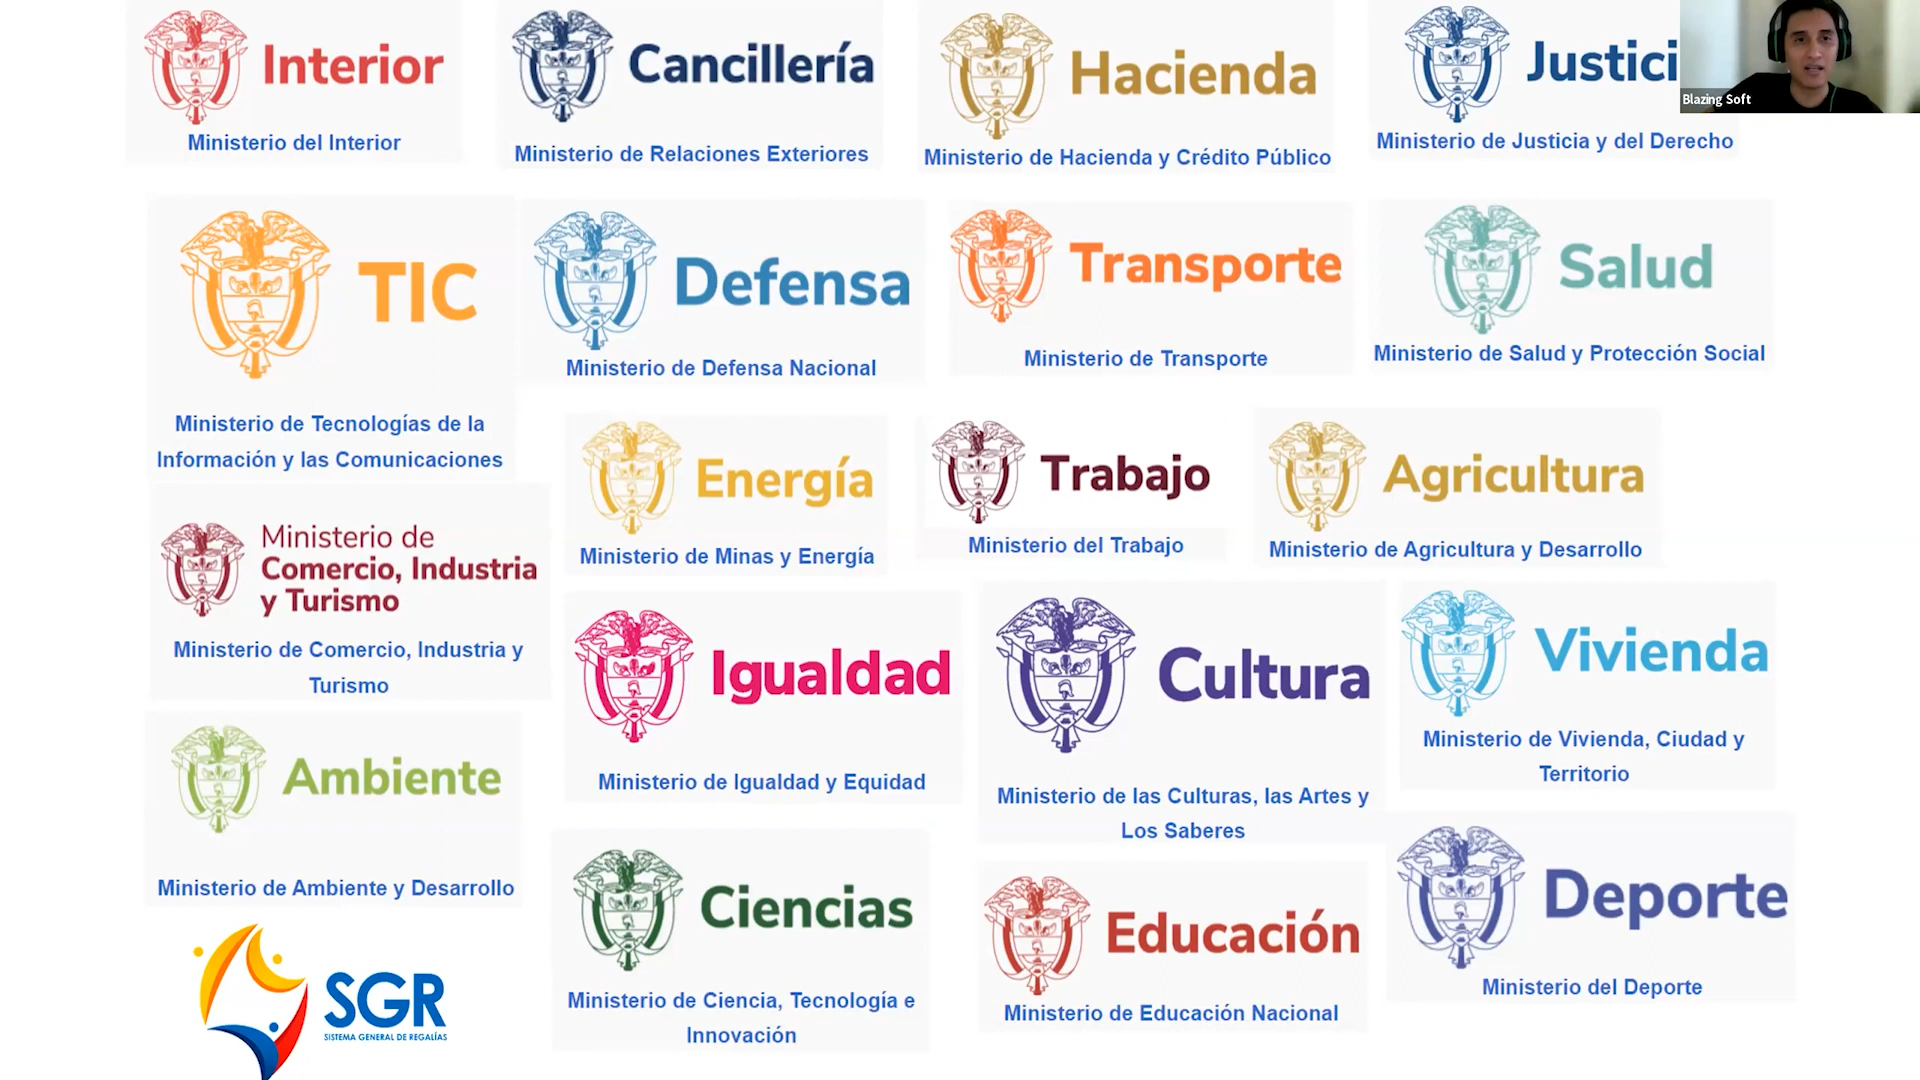 Interior
Ministerio del Interior
Cancillería
Ministerio de Relaciones Exteriores
Hacienda
Ministerio de Hacienda y Crédito Público
Justici
Ministerio de Justicia y del Derecho
Blazing Soft
TIC
Ministerio de Tecnologías de la
Información y las Comunicaciones
Defensa
Ministerio de Defensa Nacional
Transporte
Ministerio de Transporte
Salud
Ministerio de Salud y Protección Social
Energía
Ministerio de Minas y Energía
Trabajo
Ministerio del Trabajo
Agricultura
Ministerio de Agricultura y Desarrollo
Ministerio de
Comercio, Industria
y Turismo
Ministerio de Comercio, Industria y
Turismo
Igualdad
Ministerio de Igualdad y Equidad
Cultura
Ministerio de las Culturas, las Artes y
Los Saberes
Vivienda
Ministerio de Vivienda, Ciudad y
Territorio
Ambiente
Ministerio de Ambiente y Desarrollo
Ciencias
Ministerio de Ciencia, Tecnología e
Innovación
Educación
Ministerio de Educación Nacional
Deporte
Ministerio del Deporte
SGR
SISTEMA GENERAL DE REGALÍAS